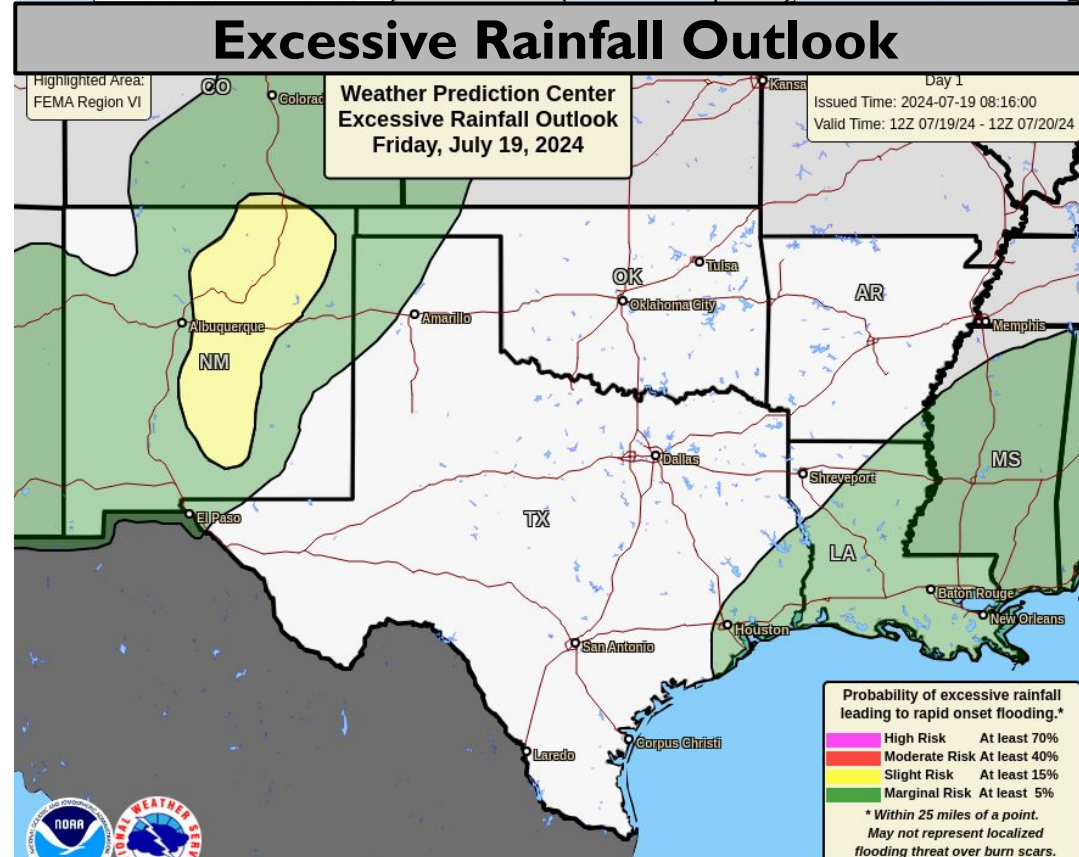 Excessive Rainfall Outlook
Highlighted Area:
FEMA Region VI
Weather Prediction Center
Excessive Rainfall Outlook
Friday, July 19, 2024
Day 1
Issued Time: 2024-07-19 08:16:00
Valid Time: 12Z 07/19/24 - 12Z 07/20/24
CO
Colorad
Kansa
OK
Tulsa
Oklahoma City
AR
Memphis
Amarillo
Albuquerque
NM
MS
Dallas
Shreveport
El Paso
TX
LA
Baton Rouge
New Orleans
Houston
San Antonio
Laredo
Corpus Christi
Probability of excessive rainfall
leading to rapid onset flooding.*
High Risk At least 70%
Moderate Risk At least 40%
Slight Risk At least 15%
Marginal Risk At least 5%
* Within 25 miles of a point.
May not represent localized
flooding threat over burn scars.
NOAA
WEATHER